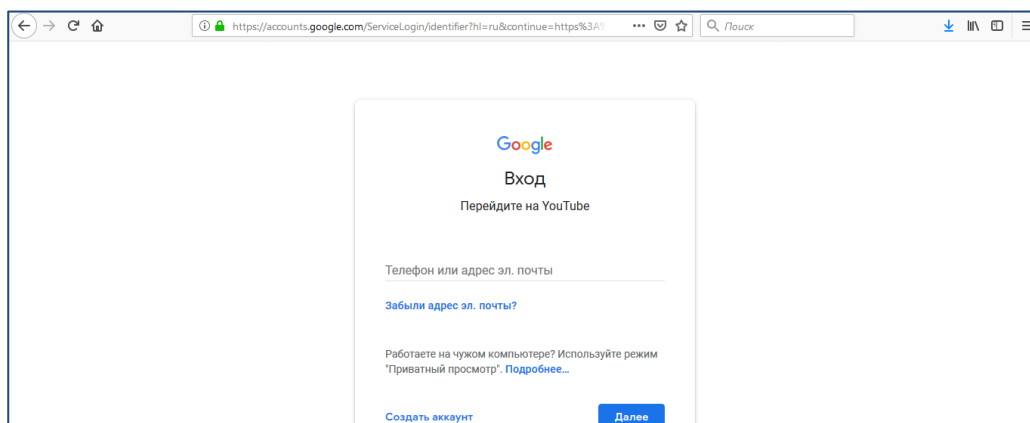 https://accounts.google.com/ServiceLogin/identifier?hl=ru&continue=https%3A%
Поиск
Google
Вход
Перейдите на YouTube
Телефон или адрес эл. почты
Забыли адрес эл. почты?
Работаете на чужом компьютере? Используйте режим
"Приватный просмотр". Подробнее...
Создать аккаунт
Далее